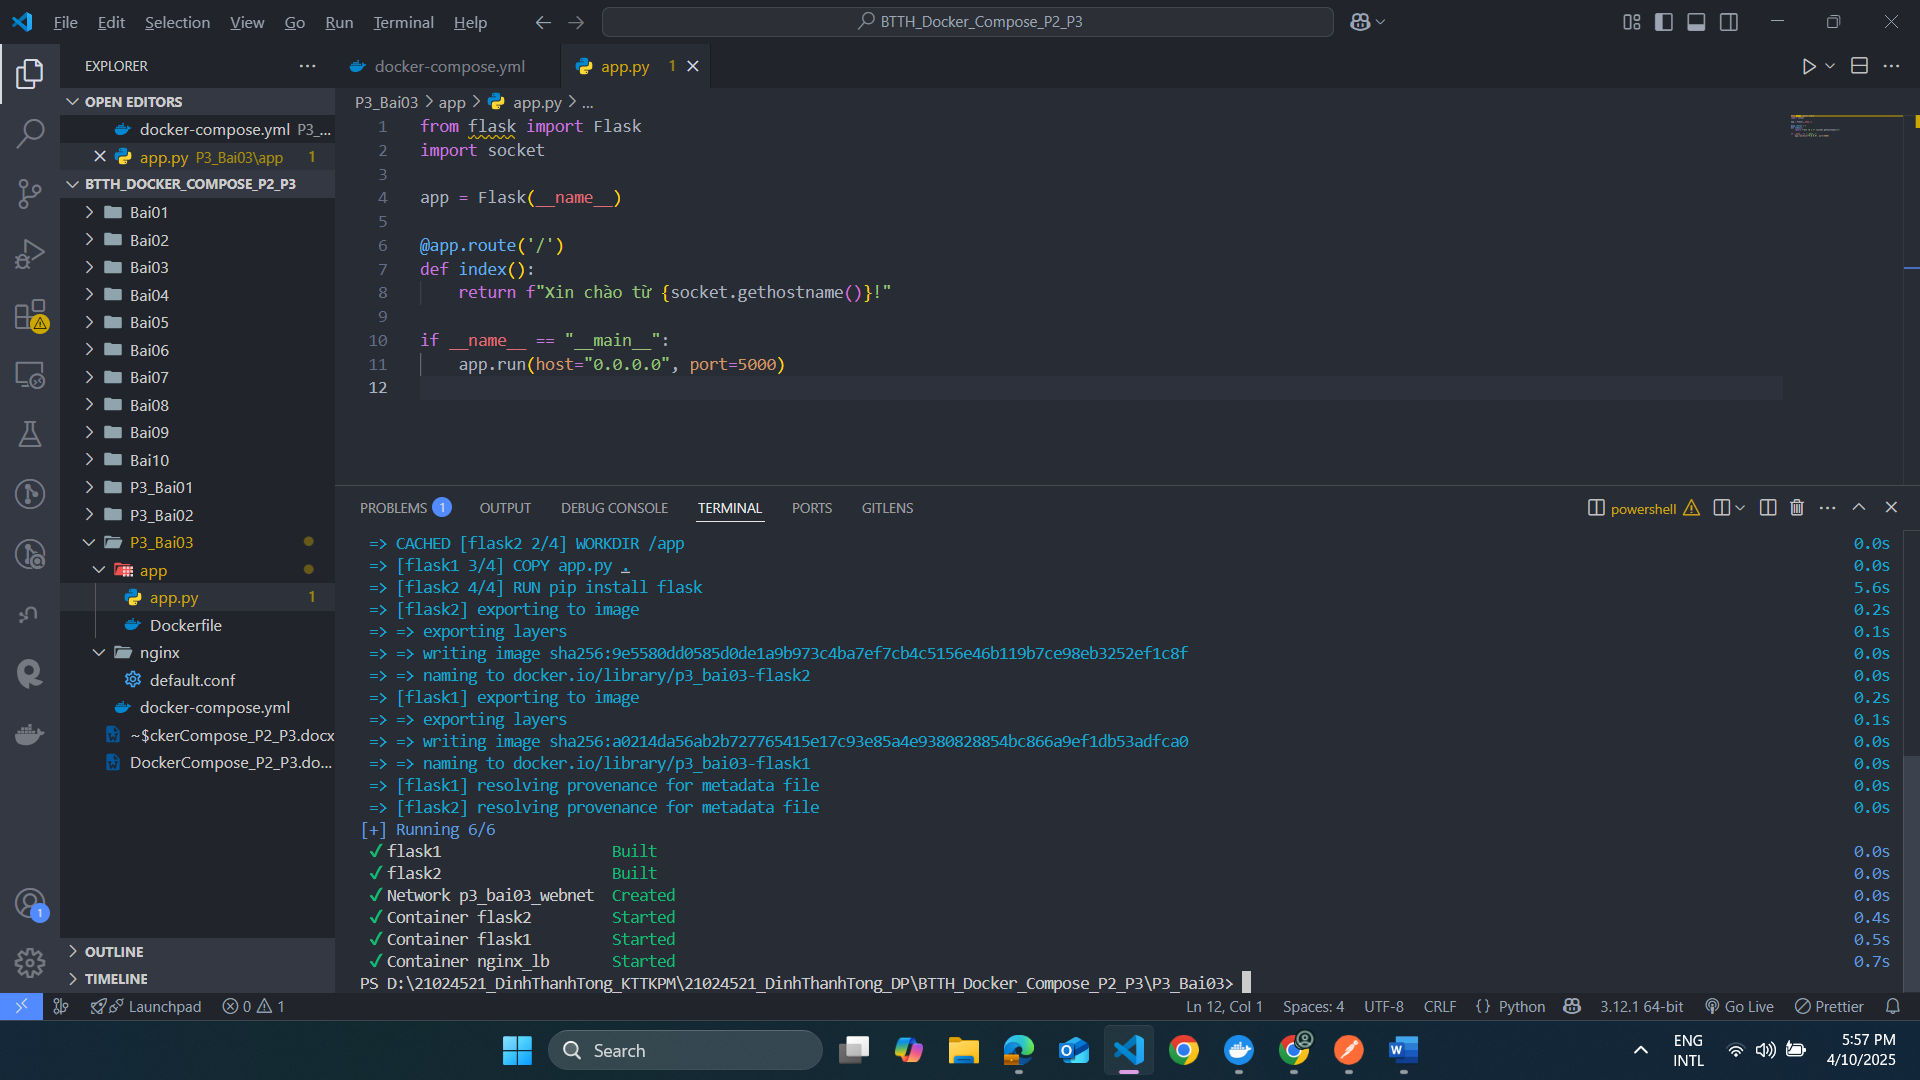 File Edit Selection View Go Run Terminal Help
BTTH_Docker_Compose_P2_P3
EXPLORER
OPEN EDITORS
docker-compose.yml P3_...
app.py P3_Bai03\app 1
BTTH_DOCKER_COMPOSE_P2_P3
Bai01
Bai02
Bai03
Bai04
Bai05
Bai06
Bai07
Bai08
Bai09
Bai10
P3_Bai01
P3_Bai02
P3_Bai03
app
app.py 1
Dockerfile
nginx
default.conf
docker-compose.yml
~$ckerCompose_P2_P3.docx
DockerCompose_P2_P3.do...
OUTLINE
TIMELINE
docker-compose.yml
app.py 1
P3_Bai03 > app > app.py > ...
1 from flask import Flask
2 import socket
3
4 app = Flask(__name__)
5
6 @app.route('/')
7 def index():
8 return f"Xin chào từ {socket.gethostname()}!"
9
10 if __name__ == "__main__":
11 app.run(host="0.0.0.0", port=5000)
12
PROBLEMS 1 OUTPUT DEBUG CONSOLE TERMINAL PORTS GITLENS
powershell
=> CACHED [flask2 2/4] WORKDIR /app 0.0s
=> [flask1 3/4] COPY app.py . 0.0s
=> [flask2 4/4] RUN pip install flask 5.6s
=> [flask2] exporting to image 0.2s
=> => exporting layers 0.1s
=> => writing image sha256:9e5580dd0585d0de1a9b973c4ba7ef7cb4c5156e46b119b7ce98eb3252ef1c8f 0.0s
=> => naming to docker.io/library/p3_bai03-flask2 0.0s
=> [flask1] exporting to image 0.2s
=> => exporting layers 0.1s
=> => writing image sha256:a0214da56ab2b727765415e17c93e85a4e9380828854bc866a9ef1db53adfca0 0.0s
=> => naming to docker.io/library/p3_bai03-flask1 0.0s
=> [flask1] resolving provenance for metadata file 0.0s
=> [flask2] resolving provenance for metadata file 0.0s
[+] Running 6/6
✔ flask1 Built 0.0s
✔ flask2 Built 0.0s
✔ Network p3_bai03_webnet Created 0.0s
✔ Container flask2 Started 0.4s
✔ Container flask1 Started 0.5s
✔ Container nginx_lb Started 0.7s
PS D:\21024521_DinhThanhTong_KTTKPM\21024521_DinhThanhTong_DP\BTTH_Docker_Compose_P2_P3\P3_Bai03>
1
Launchpad 0 1 Ln 12, Col 1 Spaces: 4 UTF-8 CRLF {} Python 3.12.1 64-bit Go Live Prettier
Search
ENG
INTL
5:57 PM
4/10/2025